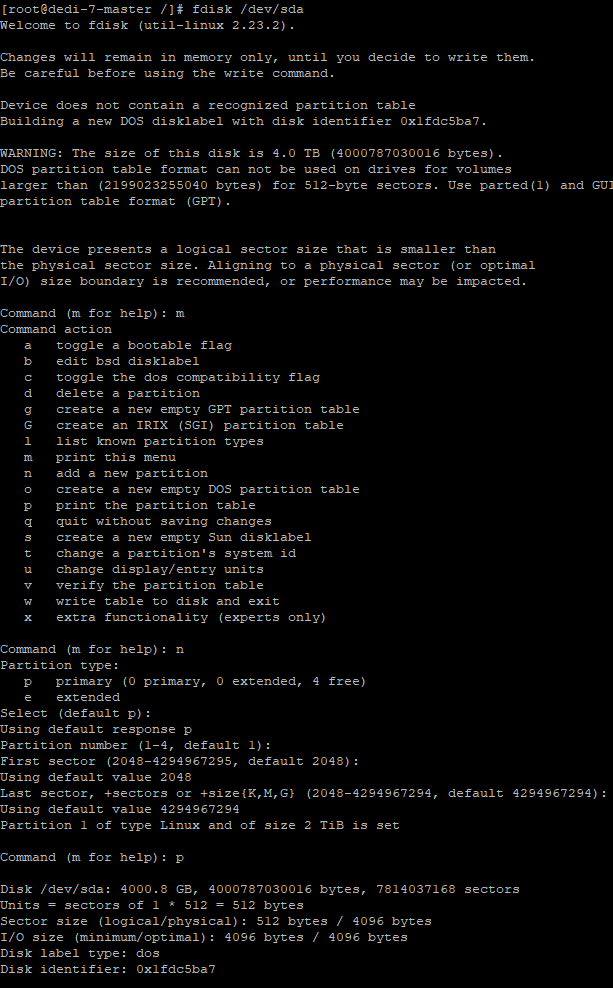 [root@dedi-7-master /]# fdisk /dev/sda
Welcome to fdisk (util-linux 2.23.2).
Changes will remain in memory only, until you decide to write them.
Be careful before using the write command.
Device does not contain a recognized partition table
Building a new DOS disklabel with disk identifier 0x1fdc5ba7.
WARNING: The size of this disk is 4.0 TB (4000787030016 bytes).
DOS partition table format can not be used on drives for volumes
larger than (2199023255040 bytes) for 512-byte sectors. Use parted(1) and GUI
partition table format (GPT).
The device presents a logical sector size that is smaller than
the physical sector size. Aligning to a physical sector (or optimal
I/O) size boundary is recommended, or performance may be impacted.
Command (m for help): m
Command action
   a   toggle a bootable flag
   b   edit bsd disklabel
   c   toggle the dos compatibility flag
   d   delete a partition
   g   create a new empty GPT partition table
   G   create an IRIX (SGI) partition table
   l   list known partition types
   m   print this menu
   n   add a new partition
   o   create a new empty DOS partition table
   p   print the partition table
   q   quit without saving changes
   s   create a new empty Sun disklabel
   t   change a partition's system id
   u   change display/entry units
   v   verify the partition table
   w   write table to disk and exit
   x   extra functionality (experts only)
Command (m for help): n
Partition type:
   p   primary (0 primary, 0 extended, 4 free)
   e   extended
Select (default p):
Using default response p
Partition number (1-4, default 1):
First sector (2048-4294967295, default 2048):
Using default value 2048
Last sector, +sectors or +size{K,M,G} (2048-4294967294, default 4294967294):
Using default value 4294967294
Partition 1 of type Linux and of size 2 TiB is set
Command (m for help): p
Disk /dev/sda: 4000.8 GB, 4000787030016 bytes, 7814037168 sectors
Units = sectors of 1 * 512 = 512 bytes
Sector size (logical/physical): 512 bytes / 4096 bytes
I/O size (minimum/optimal): 4096 bytes / 4096 bytes
Disk label type: dos
Disk identifier: 0x1fdc5ba7